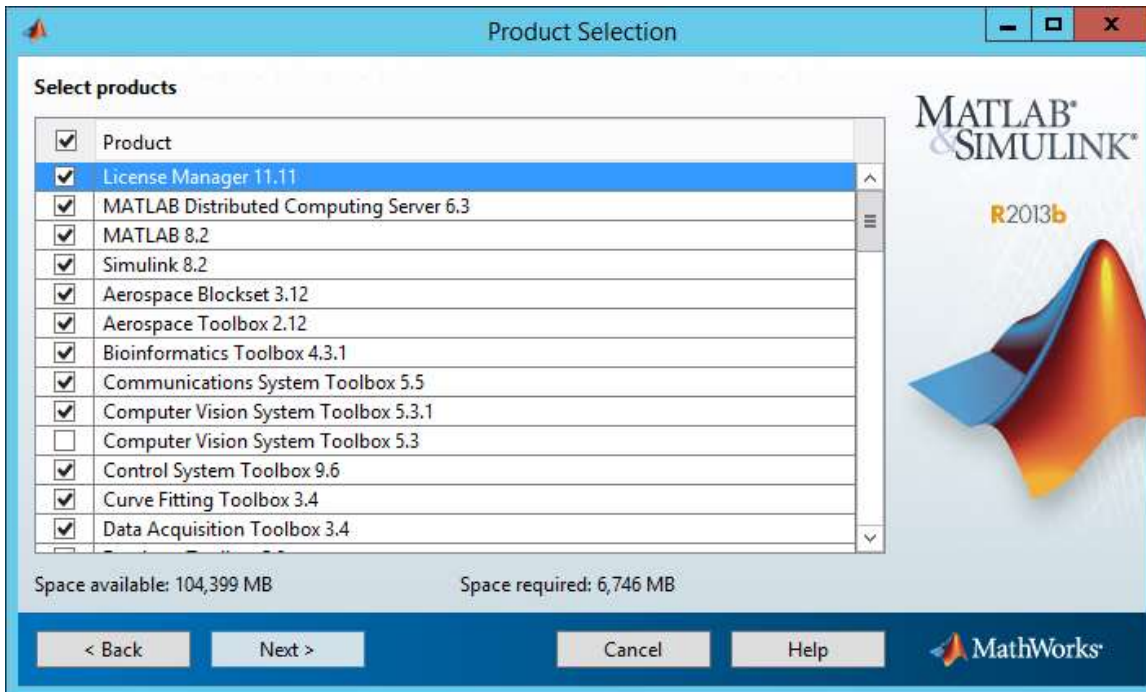 Product Selection
Select products
Product
License Manager 11.11
MATLAB Distributed Computing Server 6.3
MATLAB 8.2
Simulink 8.2
Aerospace Blockset 3.12
Aerospace Toolbox 2.12
Bioinformatics Toolbox 4.3.1
Communications System Toolbox 5.5
Computer Vision System Toolbox 5.3.1
Computer Vision System Toolbox 5.3
Control System Toolbox 9.6
Curve Fitting Toolbox 3.4
Data Acquisition Toolbox 3.4
Space available: 104,399 MB Space required: 6,746 MB
< Back Next > Cancel Help
MATLAB®
&SIMULINK®
R2013b
MathWorks®